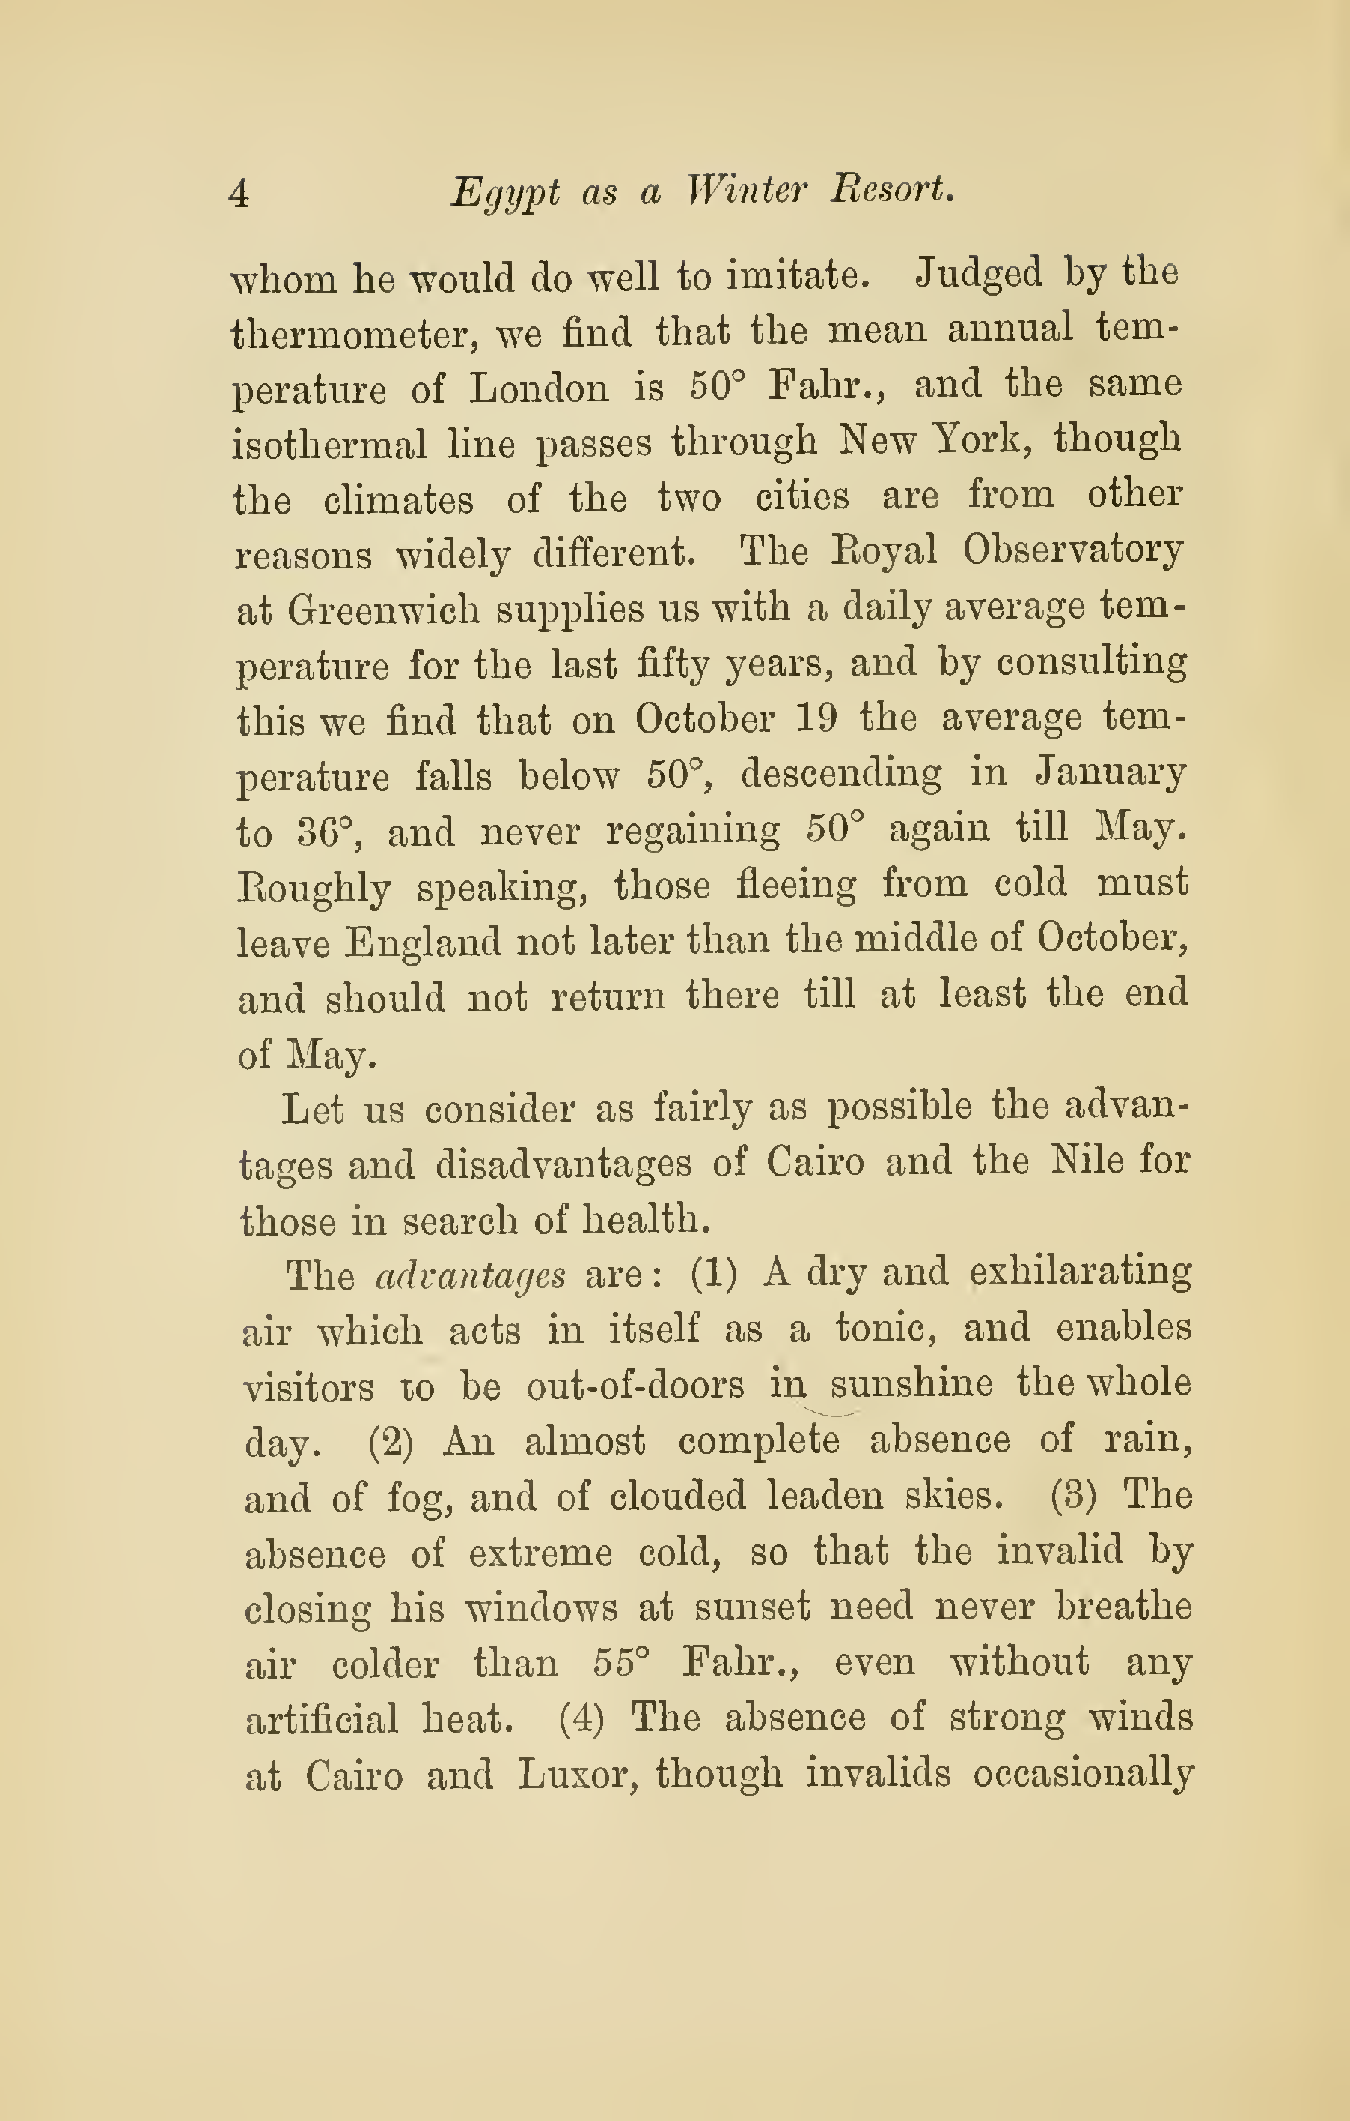 4 Egypt as a Winter Resort.
whom he would do well to imitate. Judged by the
thermometer, we find that the mean annual tem-
perature of London is 50° Fahr., and the same
isothermal line passes through New York, though
the climates of the two cities are from other
reasons widely different. The Royal Observatory
at Greenwich supplies us with a daily average tem-
perature for the last fifty years, and by consulting
this we find that on October 19 the average tem-
perature falls below 50°, descending in January
to 36°, and never regaining 50° again till May.
Roughly speaking, those fleeing from cold must
leave England not later than the middle of October,
and should not return there till at least the end
of May.
Let us consider as fairly as possible the advan-
tages and disadvantages of Cairo and the Nile for
those in search of health.
The advantages are: (1) A dry and exhilarating
air which acts in itself as a tonic, and enables
visitors to be out-of-doors in sunshine the whole
day. (2) An almost complete absence of rain,
and of fog, and of clouded leaden skies. (3) The
absence of extreme cold, so that the invalid by
closing his windows at sunset need never breathe
air colder than 55° Fahr., even without any
artificial heat. (4) The absence of strong winds
at Cairo and Luxor, though invalids occasionally